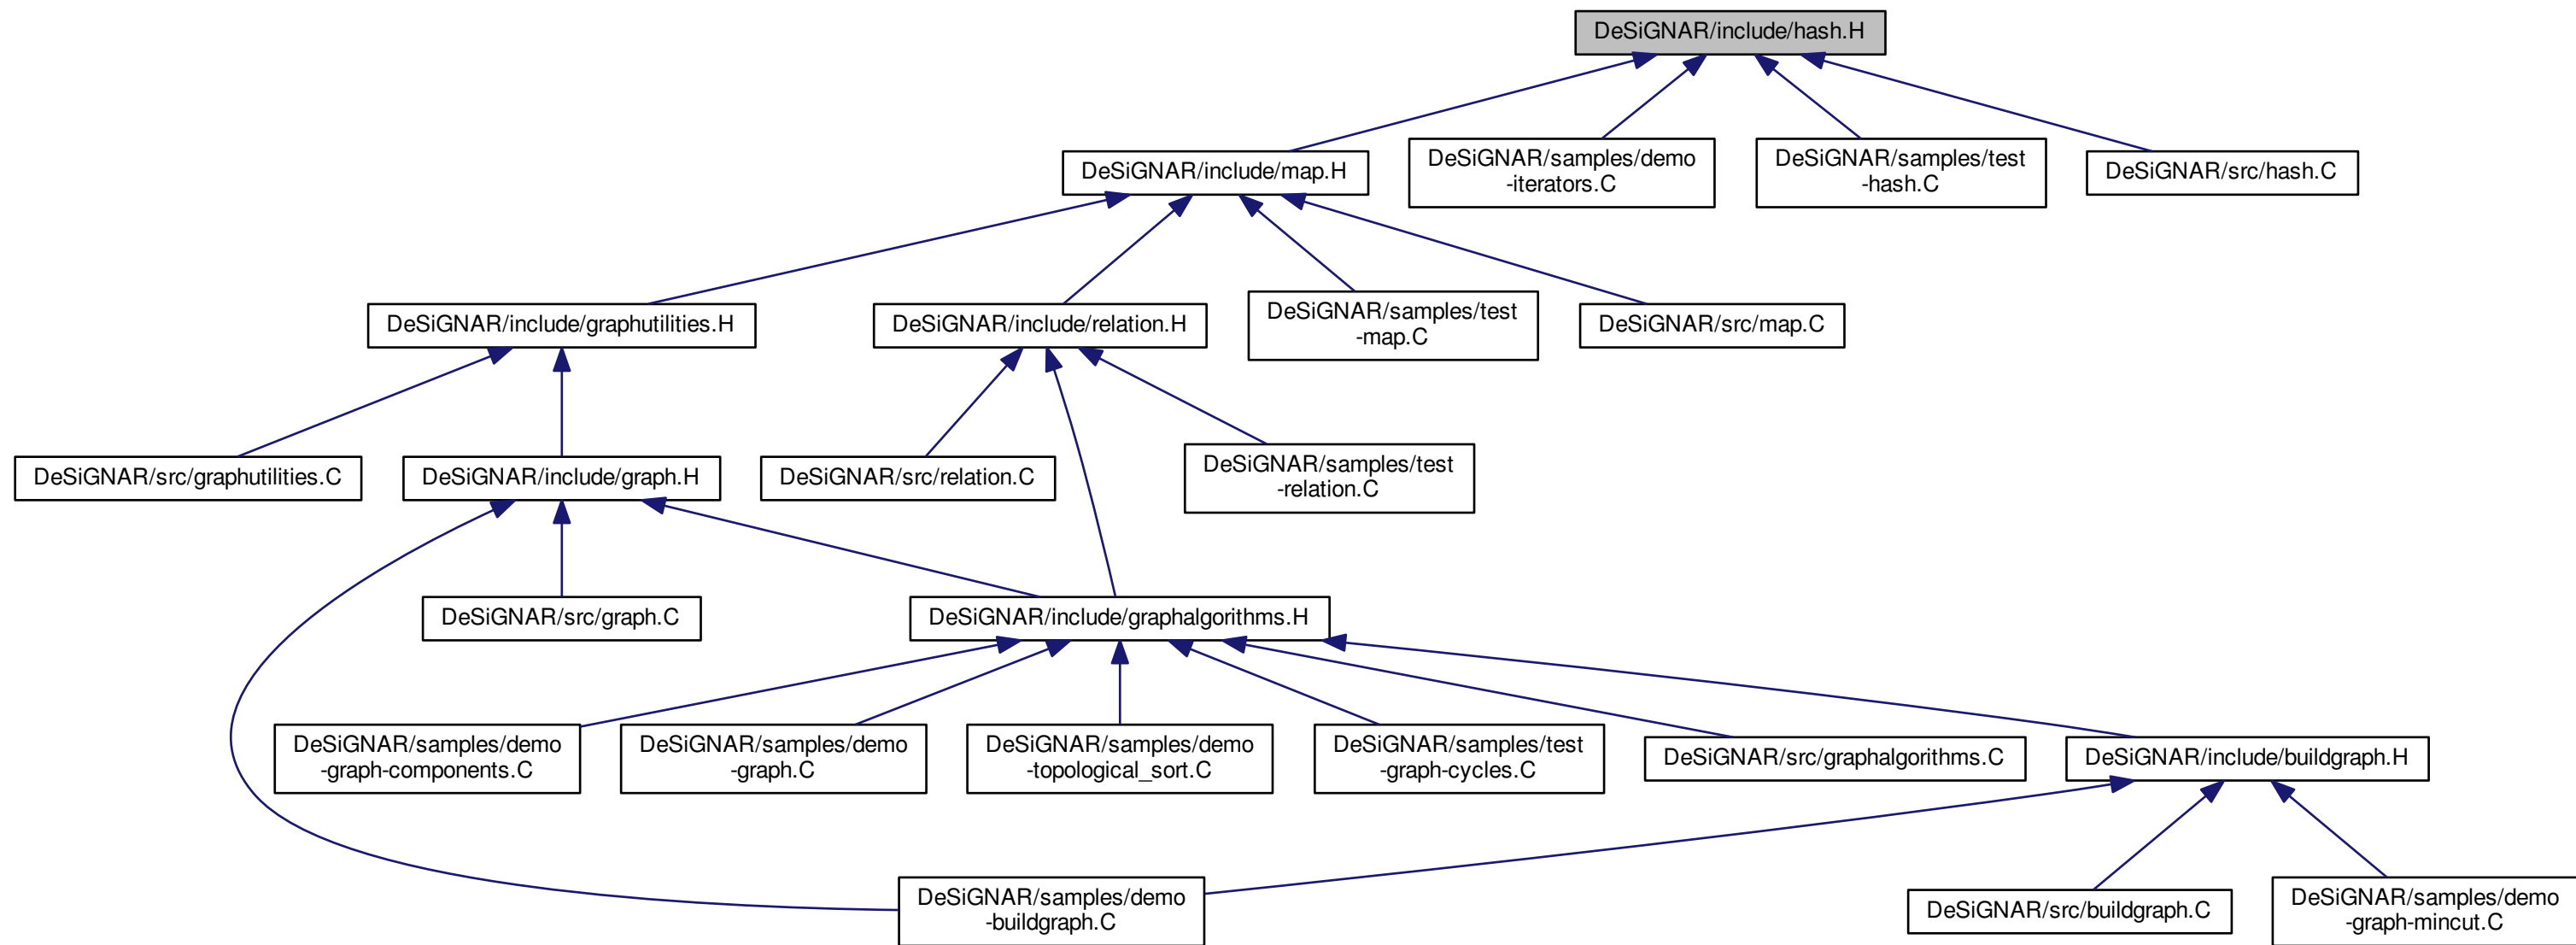 DeSiGNAR/include/hash.H
DeSiGNAR/include/map.H
DeSiGNAR/samples/demo
-iterators.C
DeSiGNAR/samples/test
-hash.C
DeSiGNAR/src/hash.C
DeSiGNAR/include/graphutilities.H
DeSiGNAR/include/relation.H
DeSiGNAR/samples/test
-map.C
DeSiGNAR/src/map.C
DeSiGNAR/src/graphutilities.C
DeSiGNAR/include/graph.H
DeSiGNAR/src/relation.C
DeSiGNAR/samples/test
-relation.C
DeSiGNAR/src/graph.C
DeSiGNAR/include/graphalgorithms.H
DeSiGNAR/samples/demo
-graph-components.C
DeSiGNAR/samples/demo
-graph.C
DeSiGNAR/samples/demo
-topological_sort.C
DeSiGNAR/samples/test
-graph-cycles.C
DeSiGNAR/src/graphalgorithms.C
DeSiGNAR/include/buildgraph.H
DeSiGNAR/samples/demo
-buildgraph.C
DeSiGNAR/src/buildgraph.C
DeSiGNAR/samples/demo
-graph-mincut.C